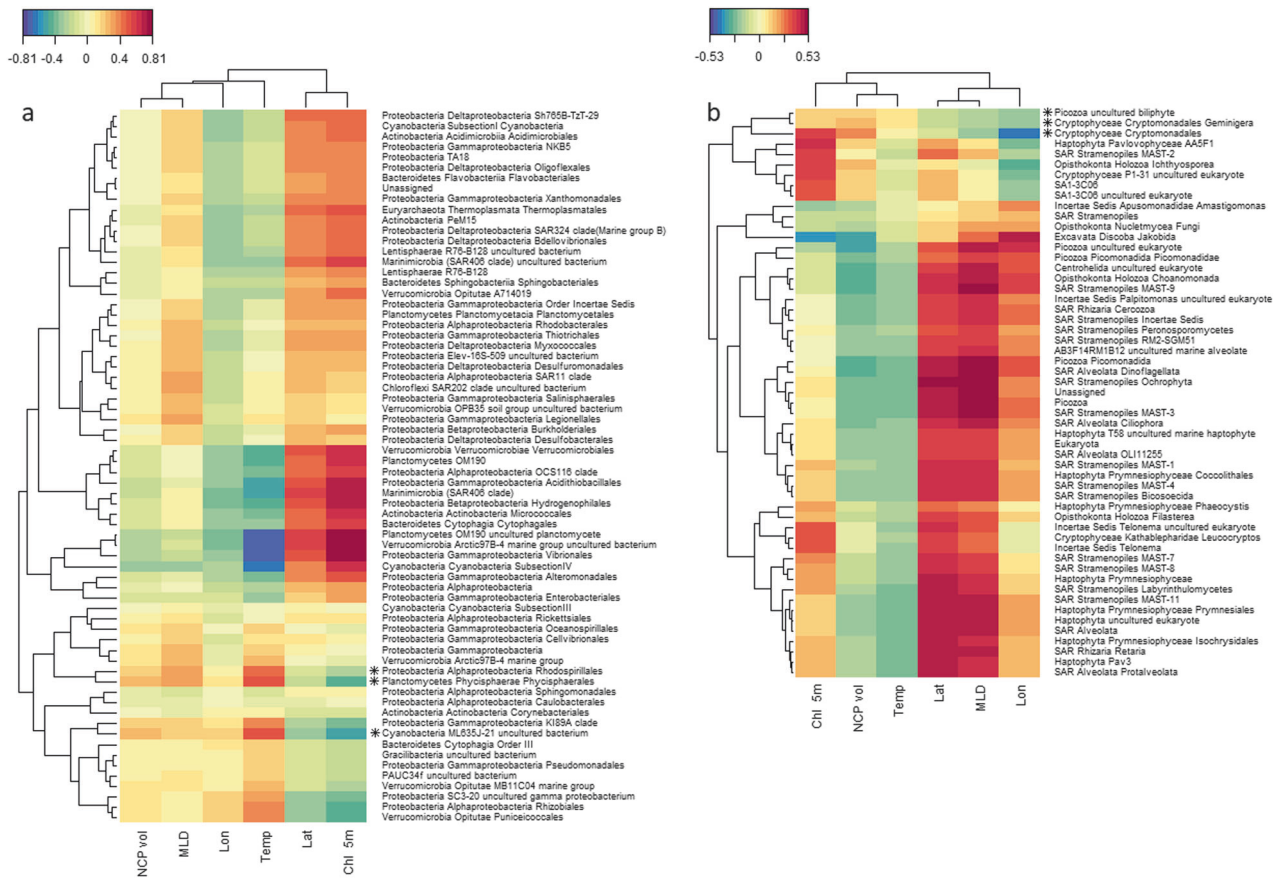 -0.81 -0.4 0 0.4 0.81
a
Proteobacteria Deltaproteobacteria Sh765B-TzT-29
Cyanobacteria SubsectionI Cyanobacteria
Actinobacteria Acidimicrobiia Acidimicrobiales
Proteobacteria Gammaproteobacteria NKB5
Proteobacteria TA18
Proteobacteria Deltaproteobacteria Oligoflexales
Bacteroidetes Flavobacteriia Flavobacteriales
Unassigned
Proteobacteria Gammaproteobacteria Xanthomonadales
Euryarchaeota Thermoplasmata Thermoplasmatales
Actinobacteria PeM15
Proteobacteria Deltaproteobacteria SAR324 clade(Marine group B)
Proteobacteria Deltaproteobacteria Bdellovibrionales
Lentisphaerae R76-B128 uncultured bacterium
Marinimicrobia (SAR406 clade) uncultured bacterium
Lentisphaerae R76-B128
Bacteroidetes Sphingobacteriia Sphingobacteriales
Verrucomicrobia Opitutae A714019
Proteobacteria Gammaproteobacteria Order Incertae Sedis
Planctomycetes Planctomycetacia Planctomycetales
Proteobacteria Alphaproteobacteria Rhodobacterales
Proteobacteria Gammaproteobacteria Thiotrichales
Proteobacteria Deltaproteobacteria Myxococcales
Proteobacteria Elev-16S-509 uncultured bacterium
Proteobacteria Deltaproteobacteria Desulfuromonadales
Proteobacteria Alphaproteobacteria SAR11 clade
Chloroflexi SAR202 clade uncultured bacterium
Proteobacteria Gammaproteobacteria Salinisphaerales
Verrucomicrobia OPB35 soil group uncultured bacterium
Proteobacteria Gammaproteobacteria Legionellales
Proteobacteria Betaproteobacteria Burkholderiales
Proteobacteria Deltaproteobacteria Desulfobacterales
Verrucomicrobia Verrucomicrobiae Verrucomicrobiales
Planctomycetes OM190
Proteobacteria Alphaproteobacteria OCS116 clade
Proteobacteria Gammaproteobacteria Acidithiobacillales
Marinimicrobia (SAR406 clade)
Proteobacteria Betaproteobacteria Hydrogenophilales
Actinobacteria Actinobacteria Micrococcales
Bacteroidetes Cytophagia Cytophagales
Planctomycetes OM190 uncultured planctomycete
Verrucomicrobia Arctic97B-4 marine group uncultured bacterium
Proteobacteria Gammaproteobacteria Vibrionales
Cyanobacteria Cyanobacteria SubsectionIV
Proteobacteria Gammaproteobacteria Alteromonadales
Proteobacteria Alphaproteobacteria
Proteobacteria Gammaproteobacteria Enterobacteriales
Cyanobacteria Cyanobacteria SubsectionIII
Proteobacteria Alphaproteobacteria Rickettsiales
Proteobacteria Gammaproteobacteria Oceanospirillales
Proteobacteria Gammaproteobacteria Cellvibrionales
Proteobacteria Gammaproteobacteria
Verrucomicrobia Arctic97B-4 marine group
* Proteobacteria Alphaproteobacteria Rhodospirillales
* Planctomycetes Phycisphaerae Phycisphaerales
Proteobacteria Alphaproteobacteria Sphingomonadales
Proteobacteria Alphaproteobacteria Caulobacterales
Actinobacteria Actinobacteria Corynebacteriales
Proteobacteria Gammaproteobacteria KI89A clade
* Cyanobacteria ML635J-21 uncultured bacterium
Bacteroidetes Cytophagia Order III
Gracilibacteria uncultured bacterium
Proteobacteria Gammaproteobacteria Pseudomonadales
PAUC34f uncultured bacterium
Verrucomicrobia Opitutae MB11C04 marine group
Proteobacteria SC3-20 uncultured gamma proteobacterium
Proteobacteria Alphaproteobacteria Rhizobiales
Verrucomicrobia Opitutae Puniceicoccales
NCP vol
MLD
Lon
Temp
Lat
Chl 5m
-0.53 0 0.53
b
* Picozoa uncultured biliphyte
* Cryptophyceae Cryptomonadales Geminigera
* Cryptophyceae Cryptomonadales
Haptophyta Pavlovophyceae AA5F1
SAR Stramenopiles MAST-2
Opisthokonta Holozoa Ichthyosporea
Cryptophyceae P1-31 uncultured eukaryote
SA1-3C06
SA1-3C06 uncultured eukaryote
Incertae Sedis Apusomonadidae Amastigomonas
SAR Stramenopiles
Opisthokonta Nucletmycea Fungi
Excavata Discoba Jakobida
Picozoa uncultured eukaryote
Picozoa Picomonadida Picomonadidae
Centrohelida uncultured eukaryote
Opisthokonta Holozoa Choanomonada
SAR Stramenopiles MAST-9
Incertae Sedis Palpitomonas uncultured eukaryote
SAR Rhizaria Cercozoa
SAR Stramenopiles Incertae Sedis
SAR Stramenopiles Peronosporomycetes
SAR Stramenopiles RM2-SGM51
AB3F14RM1B12 uncultured marine alveolate
Picozoa Picomonadida
SAR Alveolata Dinoflagellata
SAR Stramenopiles Ochrophyta
Unassigned
Picozoa
SAR Stramenopiles MAST-3
SAR Alveolata Ciliophora
Haptophyta T58 uncultured marine haptophyte
Eukaryota
SAR Alveolata OLI11255
SAR Stramenopiles MAST-1
Haptophyta Prymnesiophyceae Coccolithales
SAR Stramenopiles MAST-4
SAR Stramenopiles Bicosoecida
Haptophyta Prymnesiophyceae Phaeocystis
Opisthokonta Holozoa Filasterea
Incertae Sedis Telonema uncultured eukaryote
Cryptophyceae Kathablepharidae Leucocryptos
Incertae Sedis Telonema
SAR Stramenopiles MAST-7
SAR Stramenopiles MAST-8
Haptophyta Prymnesiophyceae
SAR Stramenopiles Labyrinthulomycetes
SAR Stramenopiles MAST-11
Haptophyta Prymnesiophyceae Prymnesiales
Haptophyta uncultured eukaryote
SAR Alveolata
Haptophyta Prymnesiophyceae Isochrysidales
SAR Rhizaria Retaria
Haptophyta Pav3
SAR Alveolata Protalveolata
Chl 5m
NCP vol
Temp
Lat
MLD
Lon